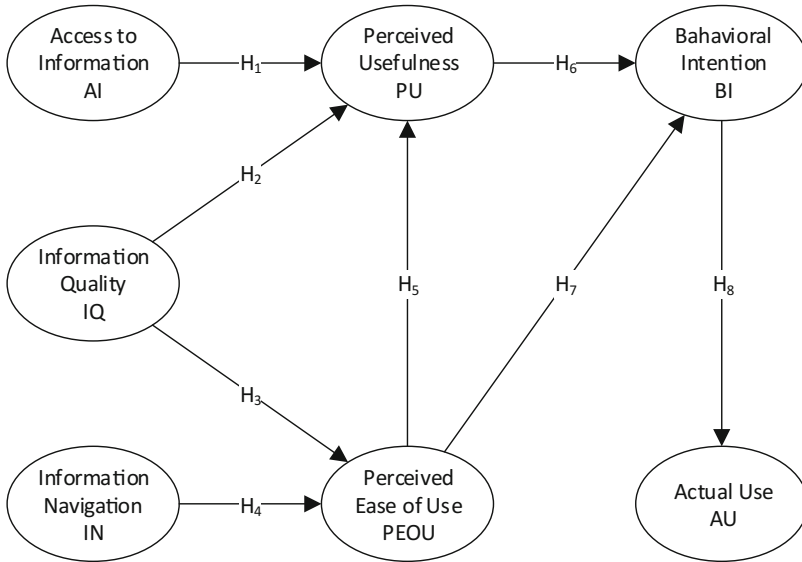 Access to
Information
AI
H₁
Perceived
Usefulness
PU
H₆
Bahavioral
Intention
BI
H₂
Information
Quality
IQ
H₅
H₇
H₈
H₃
Information
Navigation
IN
H₄
Perceived
Ease of Use
PEOU
Actual Use
AU